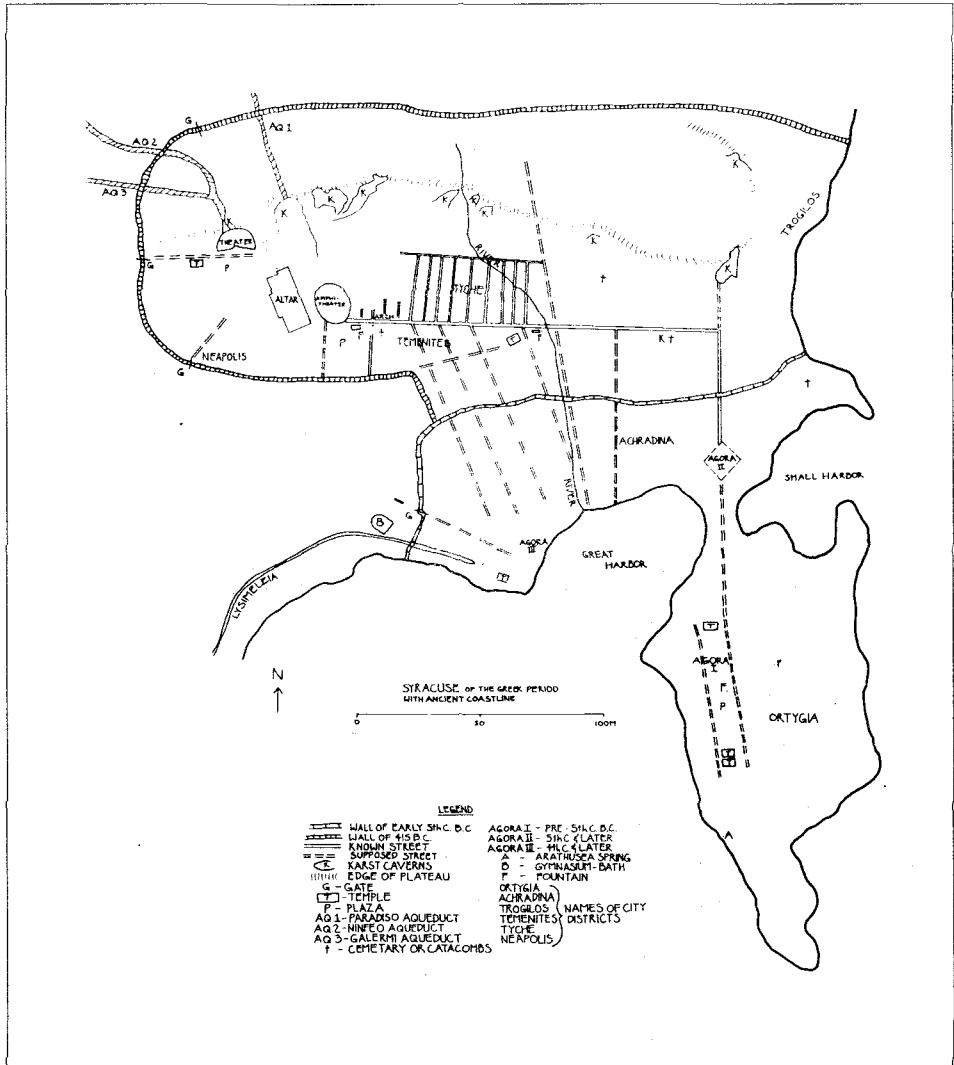 G
AQ 1
AQ 2
AQ 3
K
K
K
K
K
K
K
K
K
K
TROGILOS
THEATER
RIVER
G
T
P
†
TYCHE
ALTAR
AMPHI-
THEATER
ARCH
F
†
P
TEMENITES
F
F
K †
NEAPOLIS
G
†
ACHRADINA
AGORA
II
SMALL HARBOR
RIVER
G
B
AGORA
III
GREAT
HARBOR
T
LYSIMELEIA
T
N
AGORA
I
F
F
P
ORTYGIA
SYRACUSE OF THE GREEK PERIOD
WITH ANCIENT COASTLINE
0 50 100M
T
T
A
LEGEND
WALL OF EARLY 5th C. B.C
WALL OF 415 B.C.
KNOWN STREET
SUPPOSED STREET
K KARST CAVERNS
EDGE OF PLATEAU
G - GATE
T - TEMPLE
P - PLAZA
AQ 1 - PARADISO AQUEDUCT
AQ 2 - NINFEO AQUEDUCT
AQ 3 - GALERMI AQUEDUCT
† - CEMETARY OR CATACOMBS
AGORA I - PRE-5th C. B.C.
AGORA II - 5th C & LATER
AGORA III - 4th C & LATER
A - ARATHUSEA SPRING
B - GYMNASIUM-BATH
F - FOUNTAIN
ORTYGIA
ACHRADINA
TROGILOS
TEMENITES
TYCHE
NEAPOLIS
NAMES OF CITY
DISTRICTS